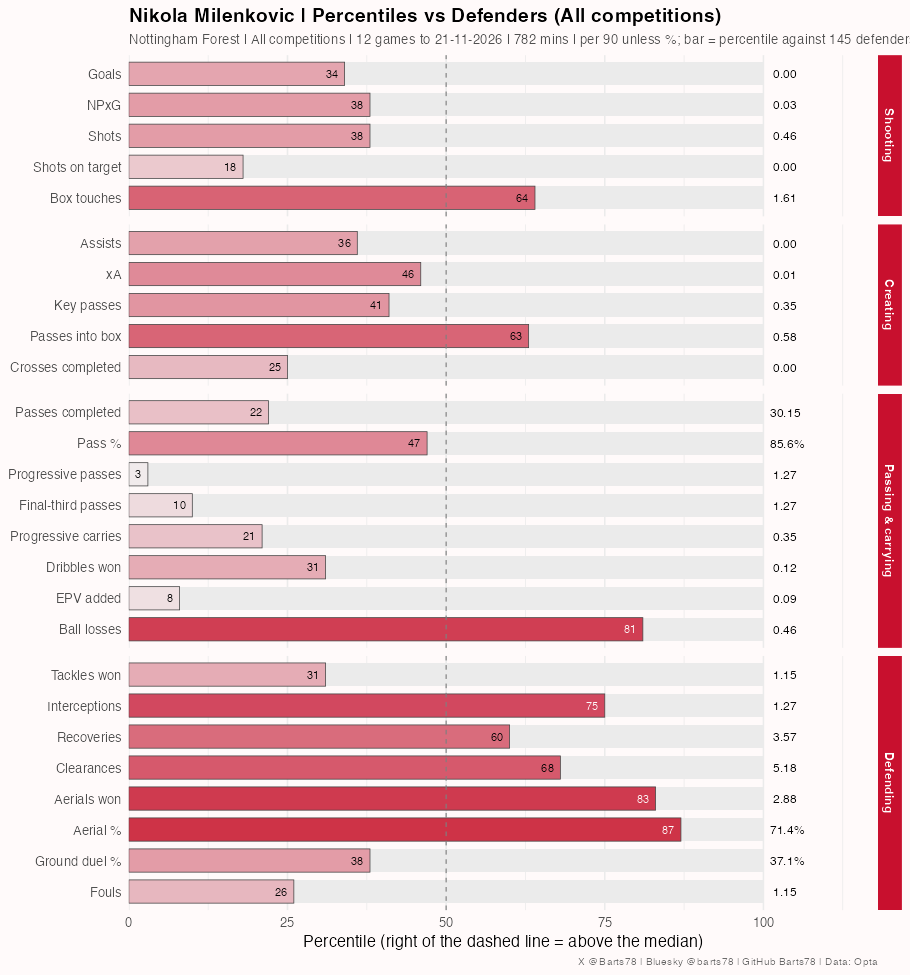 Nikola Milenkovic | Percentiles vs Defenders (All competitions)
Nottingham Forest | All competitions | 12 games to 21-11-2026 | 782 mins | per 90 unless %; bar = percentile against 145 defender
Goals 34 0.00
NPxG 38 0.03
Shots 38 0.46
Shots on target 18 0.00
Box touches 64 1.61
Shooting
Assists 36 0.00
xA 46 0.01
Key passes 41 0.35
Passes into box 63 0.58
Crosses completed 25 0.00
Creating
Passes completed 22 30.15
Pass % 47 85.6%
Progressive passes 3 1.27
Final-third passes 10 1.27
Progressive carries 21 0.35
Dribbles won 31 0.12
EPV added 8 0.09
Ball losses 81 0.46
Passing & carrying
Tackles won 31 1.15
Interceptions 75 1.27
Recoveries 60 3.57
Clearances 68 5.18
Aerials won 83 2.88
Aerial % 87 71.4%
Ground duel % 38 37.1%
Fouls 26 1.15
Defending
0 25 50 75 100
Percentile (right of the dashed line = above the median)
X @Barts78 | Bluesky @barts78 | GitHub Barts78 | Data: Opta